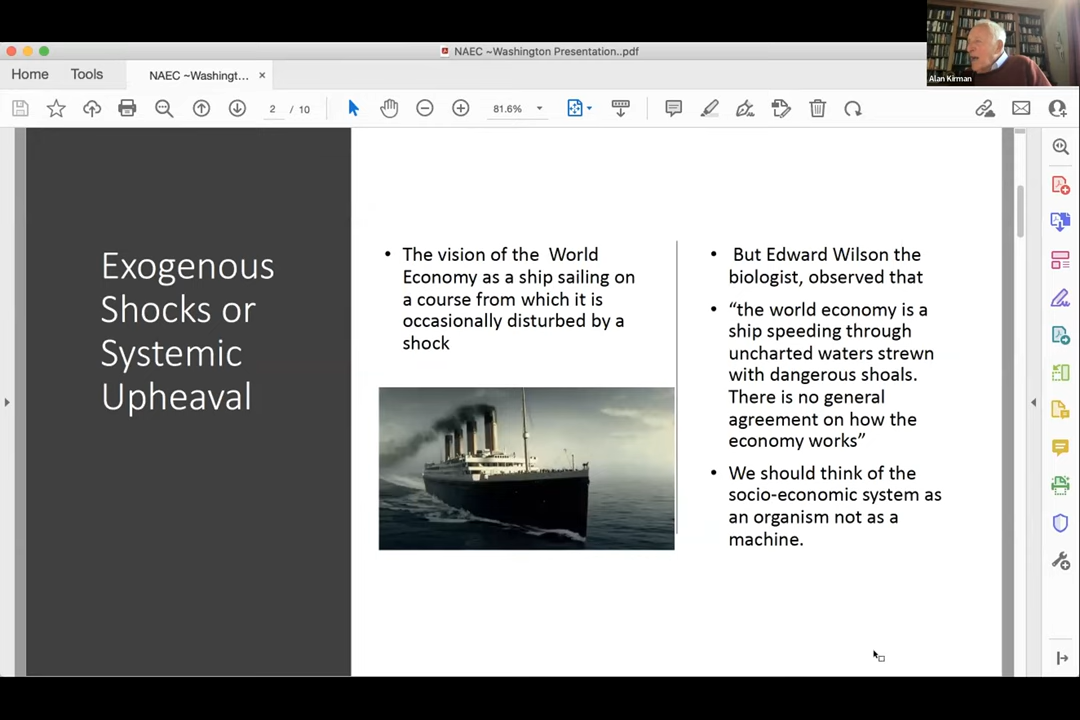 NAEC ~Washington Presentation..pdf
Alan Kirman
Home
Tools
NAEC ~Washingt...
2 / 10
81.6%
Exogenous
Shocks or
Systemic
Upheaval
• The vision of the World
Economy as a ship sailing on
a course from which it is
occasionally disturbed by a
shock
• But Edward Wilson the
biologist, observed that
• “the world economy is a
ship speeding through
uncharted waters strewn
with dangerous shoals.
There is no general
agreement on how the
economy works”
• We should think of the
socio-economic system as
an organism not as a
machine.